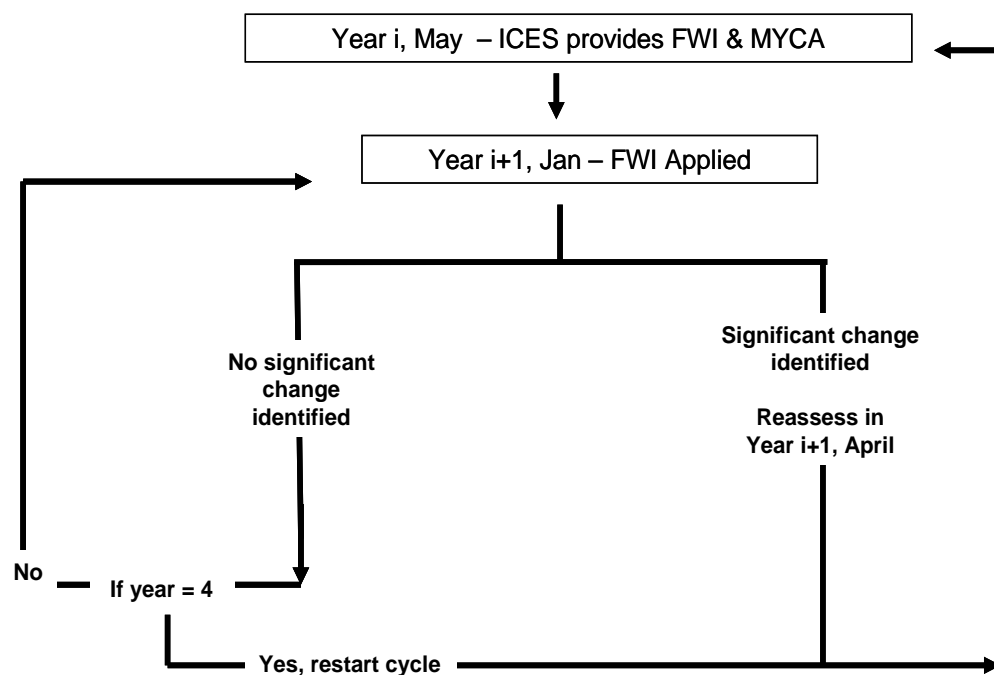 Year i, May – ICES provides FWI & MYCA
Year i+1, Jan – FWI Applied
No significant
change
identified
Significant change
identified
Reassess in
Year i+1, April
No
If year = 4
Yes, restart cycle